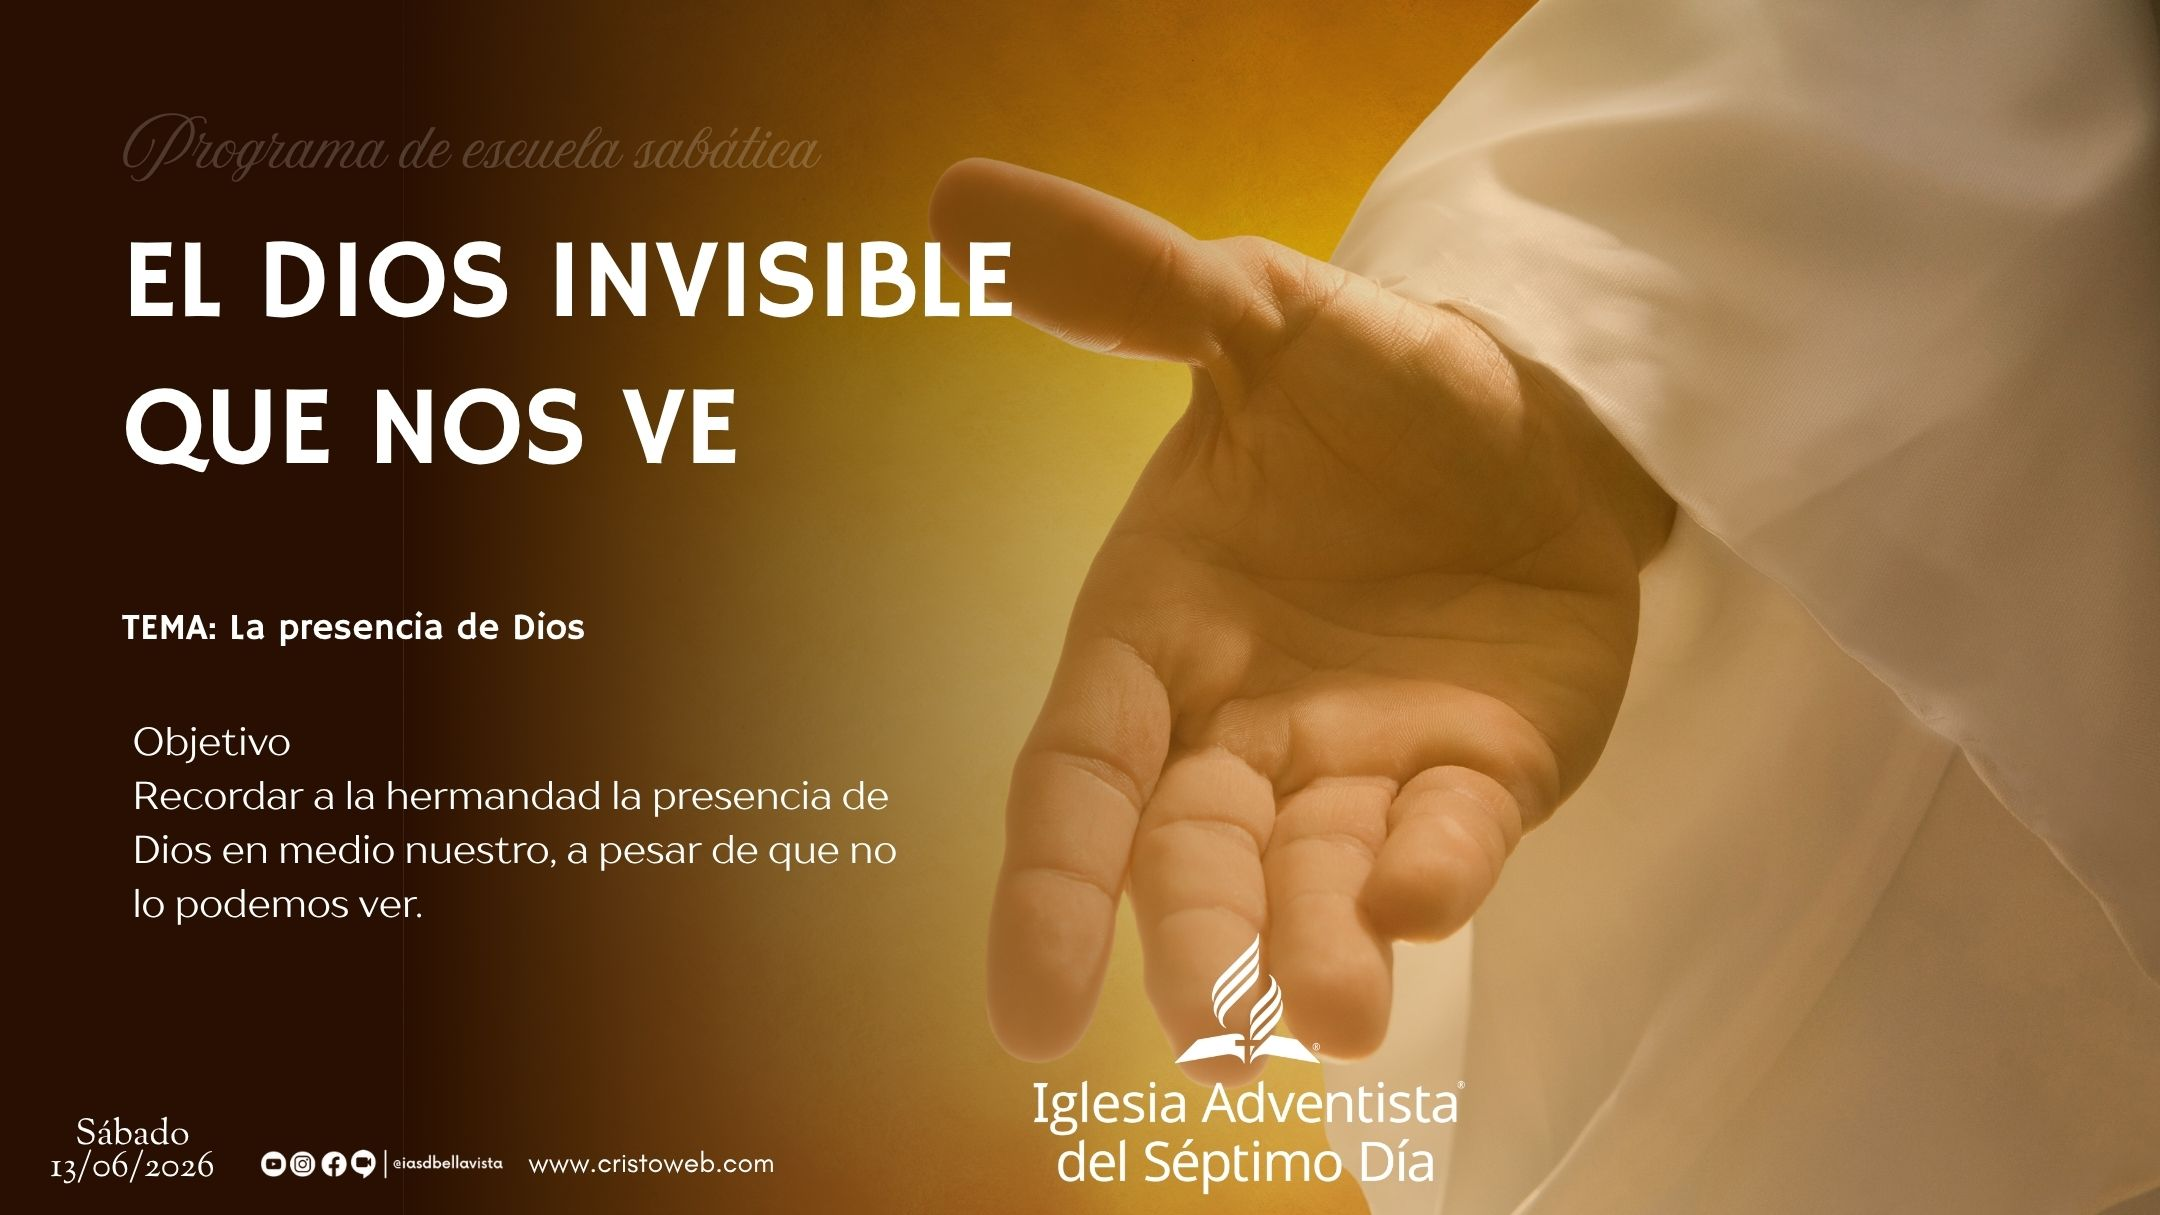 Programa de escuela sabática
EL DIOS INVISIBLE
QUE NOS VE
TEMA: La presencia de Dios
Objetivo
Recordar a la hermandad la presencia de
Dios en medio nuestro, a pesar de que no
lo podemos ver.
Sábado
13/06/2026
@iasdbellavista
www.cristoweb.com
®
Iglesia Adventista®
del Séptimo Día